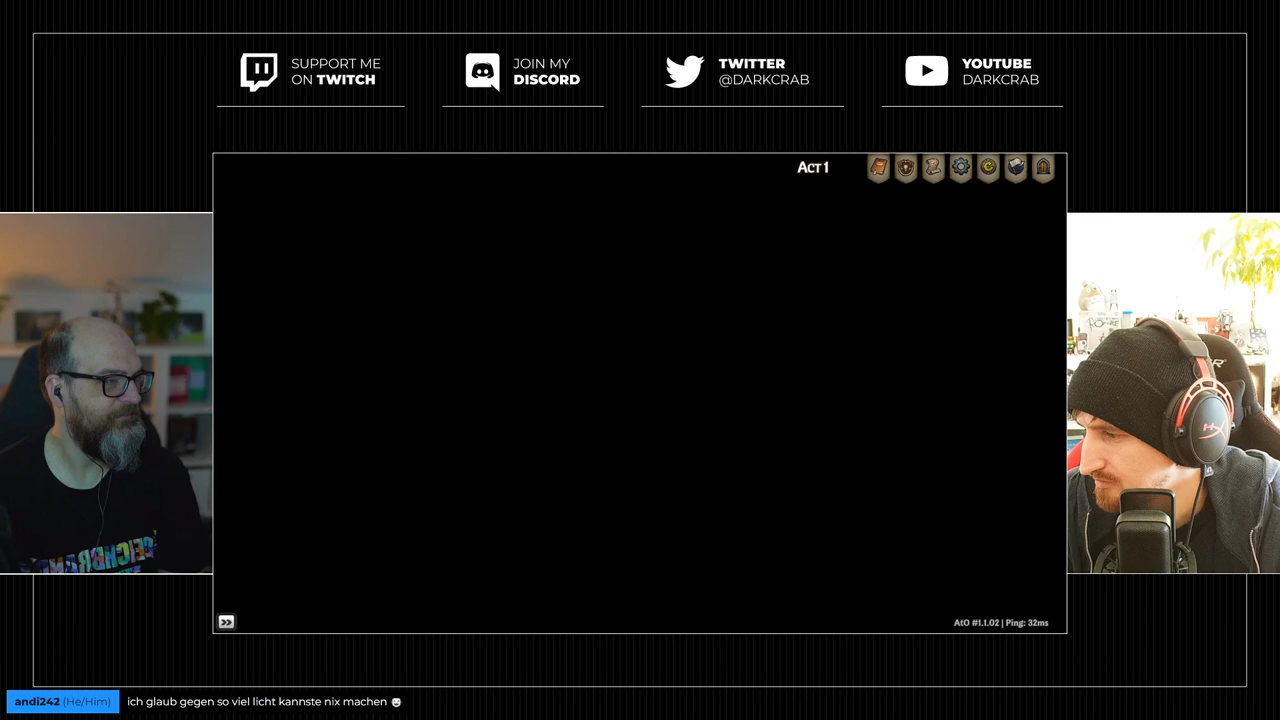 SUPPORT ME
ON TWITCH
JOIN MY
DISCORD
TWITTER
@DARKCRAB
YOUTUBE
DARKCRAB
ACT 1
AtO #1.1.02 | Ping: 32ms
andi242 (He/Him) ich glaub gegen so viel licht kannste nix machen